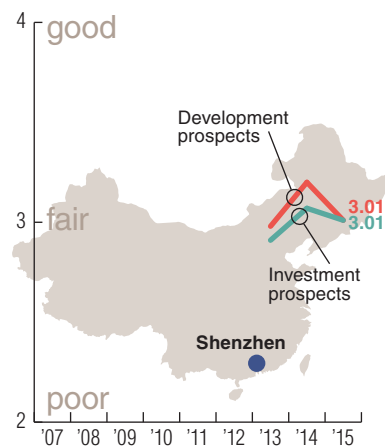 4
good
Development
prospects
3
fair
3.01
3.01
Investment
prospects
Shenzhen
poor
2
'07 '08 '09 '10 '11 '12 '13 '14 '15